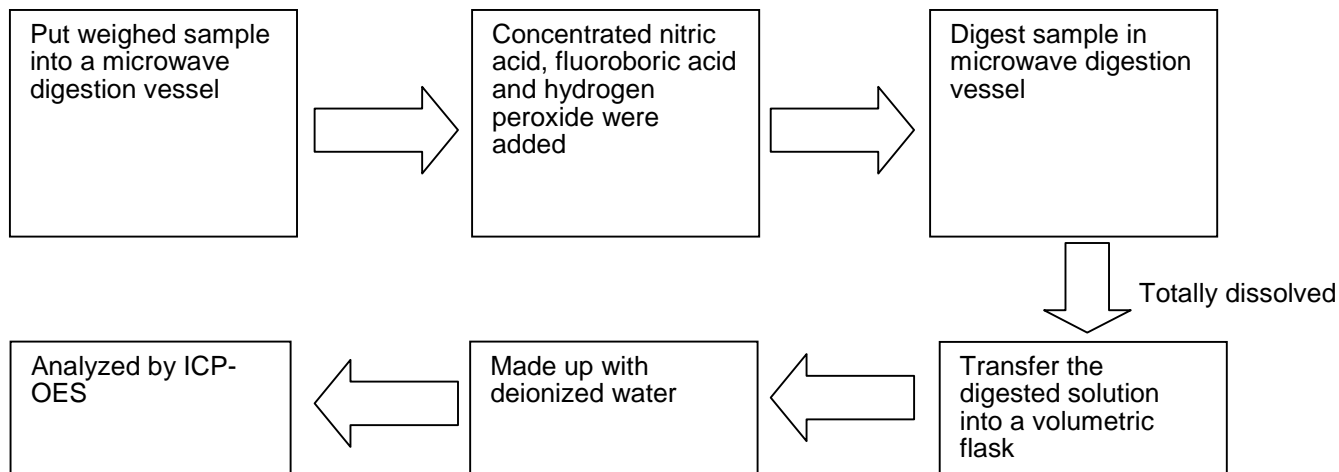 Put weighed sample
into a microwave
digestion vessel
Concentrated nitric
acid, fluoroboric acid
and hydrogen
peroxide were
added
Digest sample in
microwave digestion
vessel
Totally dissolved
Transfer the
digested solution
into a volumetric
flask
Made up with
deionized water
Analyzed by ICP-
OES